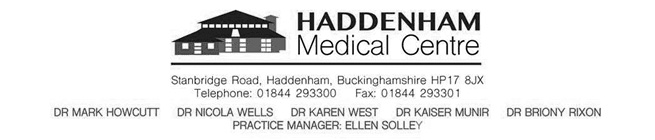 HADDENHAM
Medical Centre
Stanbridge Road, Haddenham, Buckinghamshire HP17 8JX
Telephone: 01844 293300 Fax: 01844 293301
DR MARK HOWCUTT DR NICOLA WELLS DR KAREN WEST DR KAISER MUNIR DR BRIONY RIXON
PRACTICE MANAGER: ELLEN SOLLEY